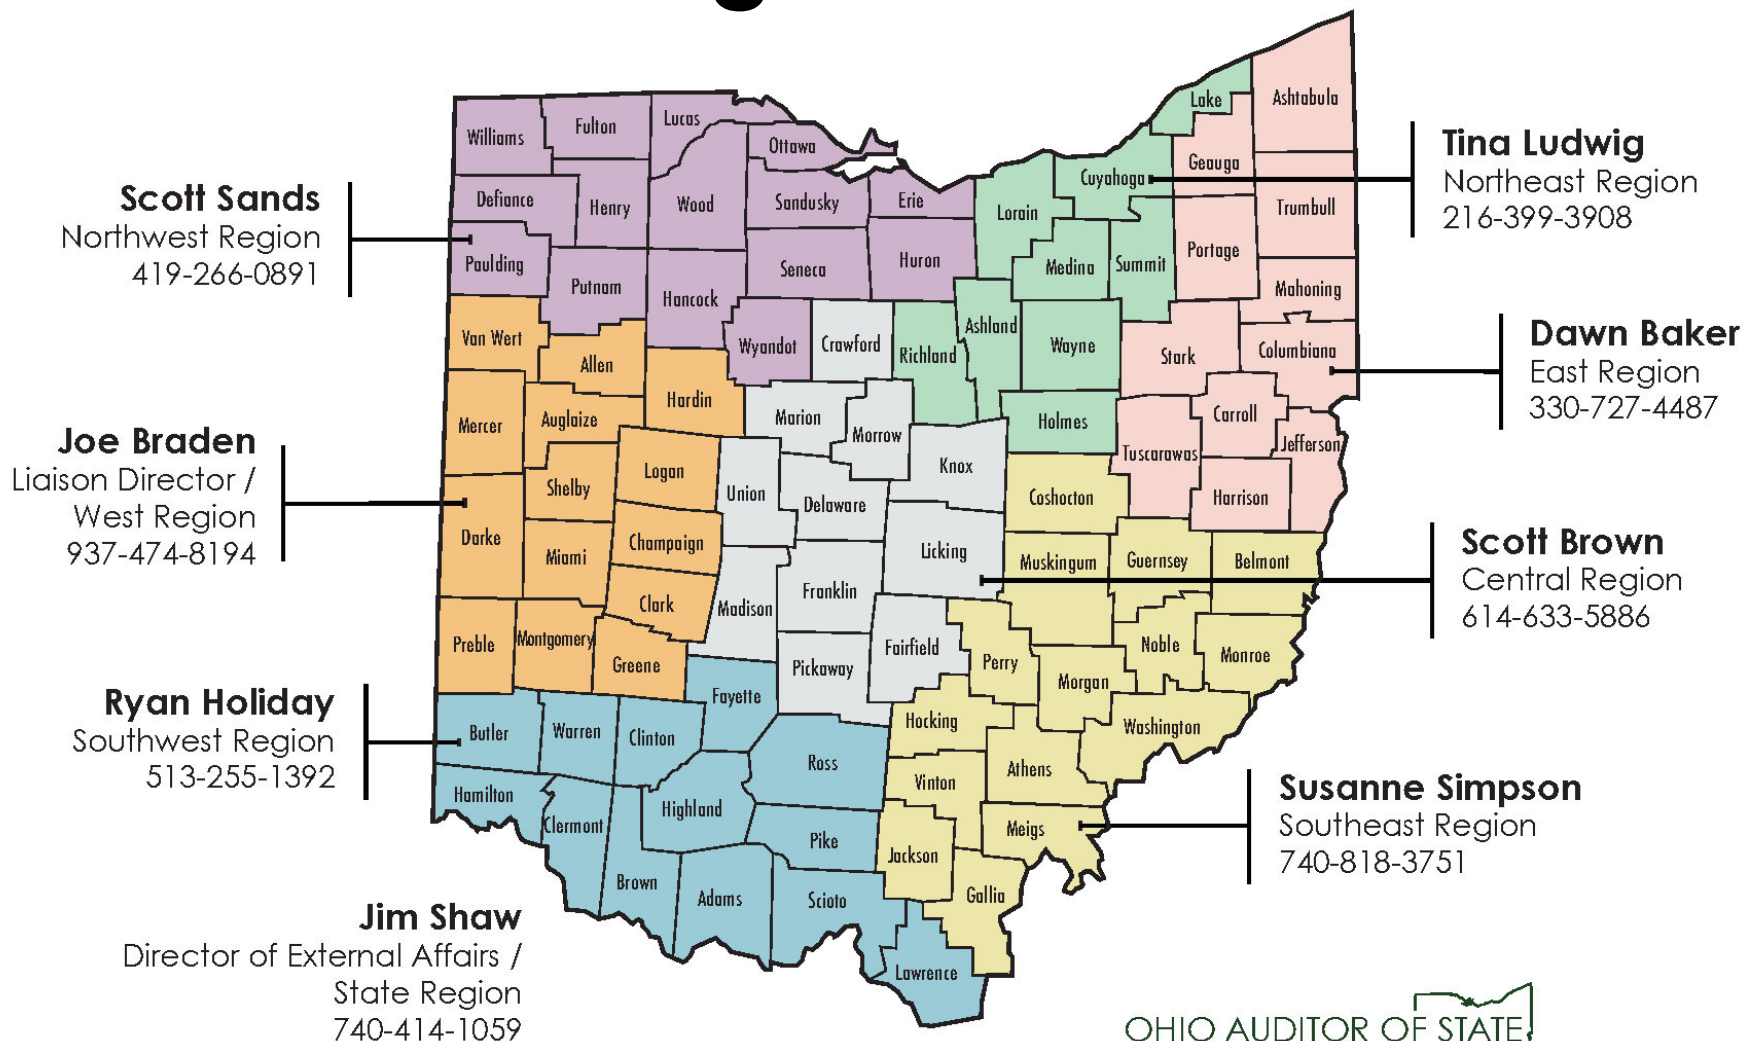 Scott Sands
Northwest Region
419-266-0891
Joe Braden
Liaison Director /
West Region
937-474-8194
Ryan Holiday
Southwest Region
513-255-1392
Jim Shaw
Director of External Affairs /
State Region
740-414-1059
Tina Ludwig
Northeast Region
216-399-3908
Dawn Baker
East Region
330-727-4487
Scott Brown
Central Region
614-633-5886
Susanne Simpson
Southeast Region
740-818-3751
Williams
Fulton
Lucas
Ottawa
Defiance
Henry
Wood
Sandusky
Erie
Paulding
Putnam
Hancock
Seneca
Huron
Wyandot
Crawford
Lake
Ashtabula
Geauga
Cuyahoga
Lorain
Trumbull
Portage
Medina
Summit
Mahoning
Ashland
Richland
Wayne
Stark
Columbiana
Holmes
Carroll
Tuscarawas
Jefferson
Harrison
Van Wert
Allen
Hardin
Mercer
Auglaize
Logan
Shelby
Darke
Miami
Champaign
Clark
Preble
Montgomery
Greene
Marion
Morrow
Knox
Union
Delaware
Licking
Franklin
Madison
Fairfield
Pickaway
Coshocton
Muskingum
Guernsey
Belmont
Noble
Monroe
Perry
Morgan
Washington
Hocking
Athens
Vinton
Meigs
Jackson
Gallia
Fayette
Butler
Warren
Clinton
Ross
Hamilton
Clermont
Highland
Pike
Brown
Adams
Scioto
Lawrence
OHIO AUDITOR OF STATE